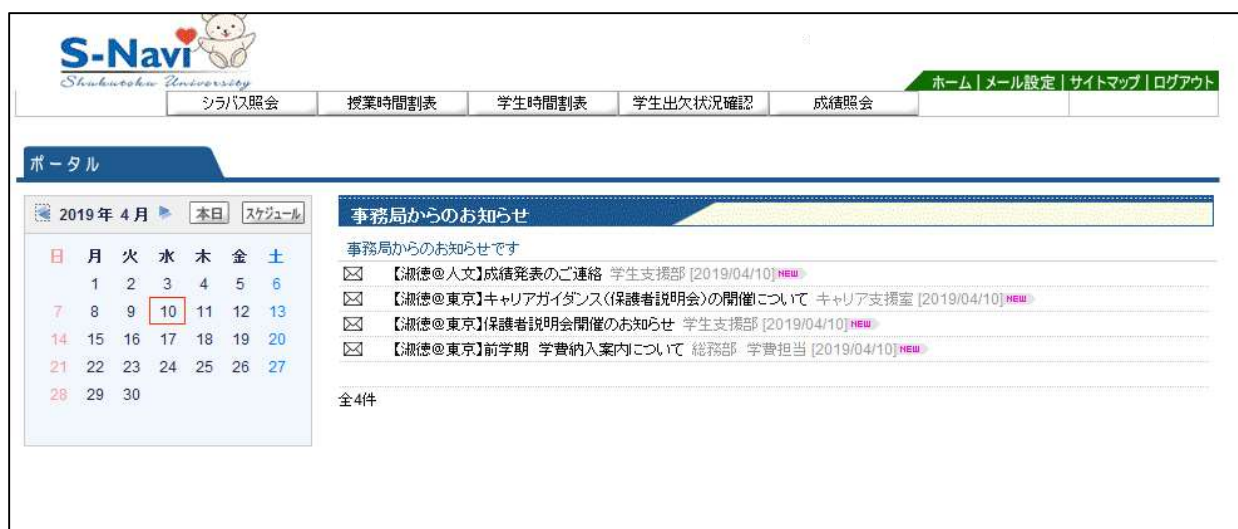 S-Navi
Shukutoku University
ホーム | メール設定 | サイトマップ | ログアウト
シラバス照会 授業時間割表 学生時間割表 学生出欠状況確認 成績照会
ポータル
2019年 4月 本日 スケジュール
日 月 火 水 木 金 土
1 2 3 4 5 6
7 8 9 10 11 12 13
14 15 16 17 18 19 20
21 22 23 24 25 26 27
28 29 30
事務局からのお知らせ
事務局からのお知らせです
【淑徳@人文】成績発表のご連絡 学生支援部 [2019/04/10] NEW
【淑徳@東京】キャリアガイダンス(保護者説明会)の開催について キャリア支援室 [2019/04/10] NEW
【淑徳@東京】保護者説明会開催のお知らせ 学生支援部 [2019/04/10] NEW
【淑徳@東京】前学期 学費納入案内について 総務部 学費担当 [2019/04/10] NEW
全4件